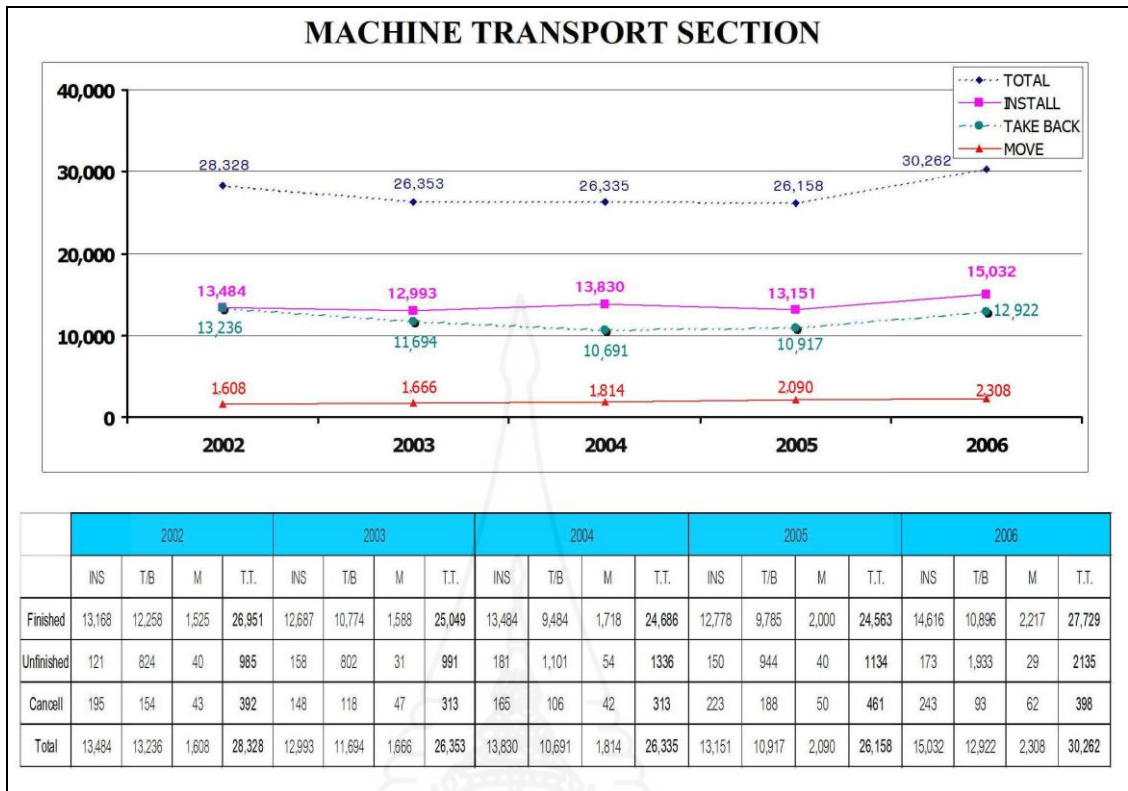 MACHINE TRANSPORT SECTION
TOTAL
INSTALL
TAKE BACK
MOVE
40,000
30,000
20,000
10,000
0
28,328
26,353
26,335
26,158
30,262
13,484
12,993
13,830
13,151
15,032
13,236
11,694
10,691
10,917
12,922
1,608
1,666
1,814
2,090
2,308
2002 2003 2004 2005 2006
2002 2003 2004 2005 2006
INS T/B M T.T. INS T/B M T.T. INS T/B M T.T. INS T/B M T.T. INS T/B M T.T.
Finished 13,168 12,258 1,525 26,951 12,687 10,774 1,588 25,049 13,484 9,484 1,718 24,686 12,778 9,785 2,000 24,563 14,616 10,896 2,217 27,729
Unfinished 121 824 40 985 158 802 31 991 181 1,101 54 1336 150 944 40 1134 173 1,933 29 2135
Cancell 195 154 43 392 148 118 47 313 165 106 42 313 223 188 50 461 243 93 62 398
Total 13,484 13,236 1,608 28,328 12,993 11,694 1,666 26,353 13,830 10,691 1,814 26,335 13,151 10,917 2,090 26,158 15,032 12,922 2,308 30,262